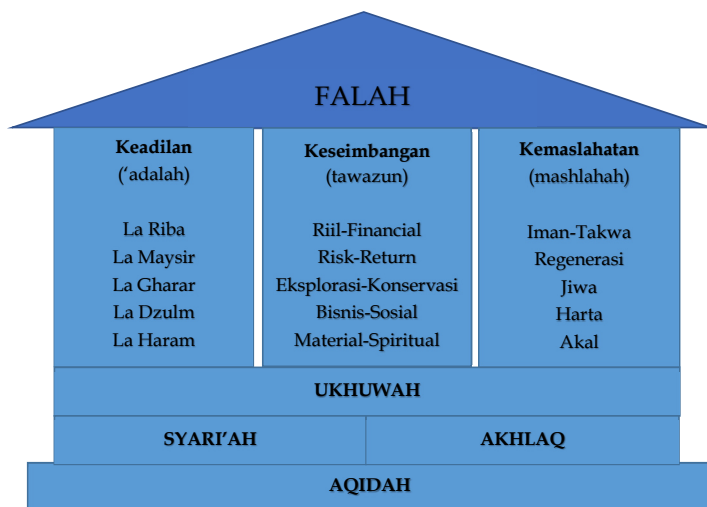 FALAH
Keadilan
(‘adalah)
La Riba
La Maysir
La Gharar
La Dzulm
La Haram
Keseimbangan
(tawazun)
Riil-Financial
Risk-Return
Eksplorasi-Konservasi
Bisnis-Sosial
Material-Spiritual
Kemaslahatan
(mashlahah)
Iman-Takwa
Regenerasi
Jiwa
Harta
Akal
UKHUWAH
SYARI’AH
AKHLAQ
AQIDAH